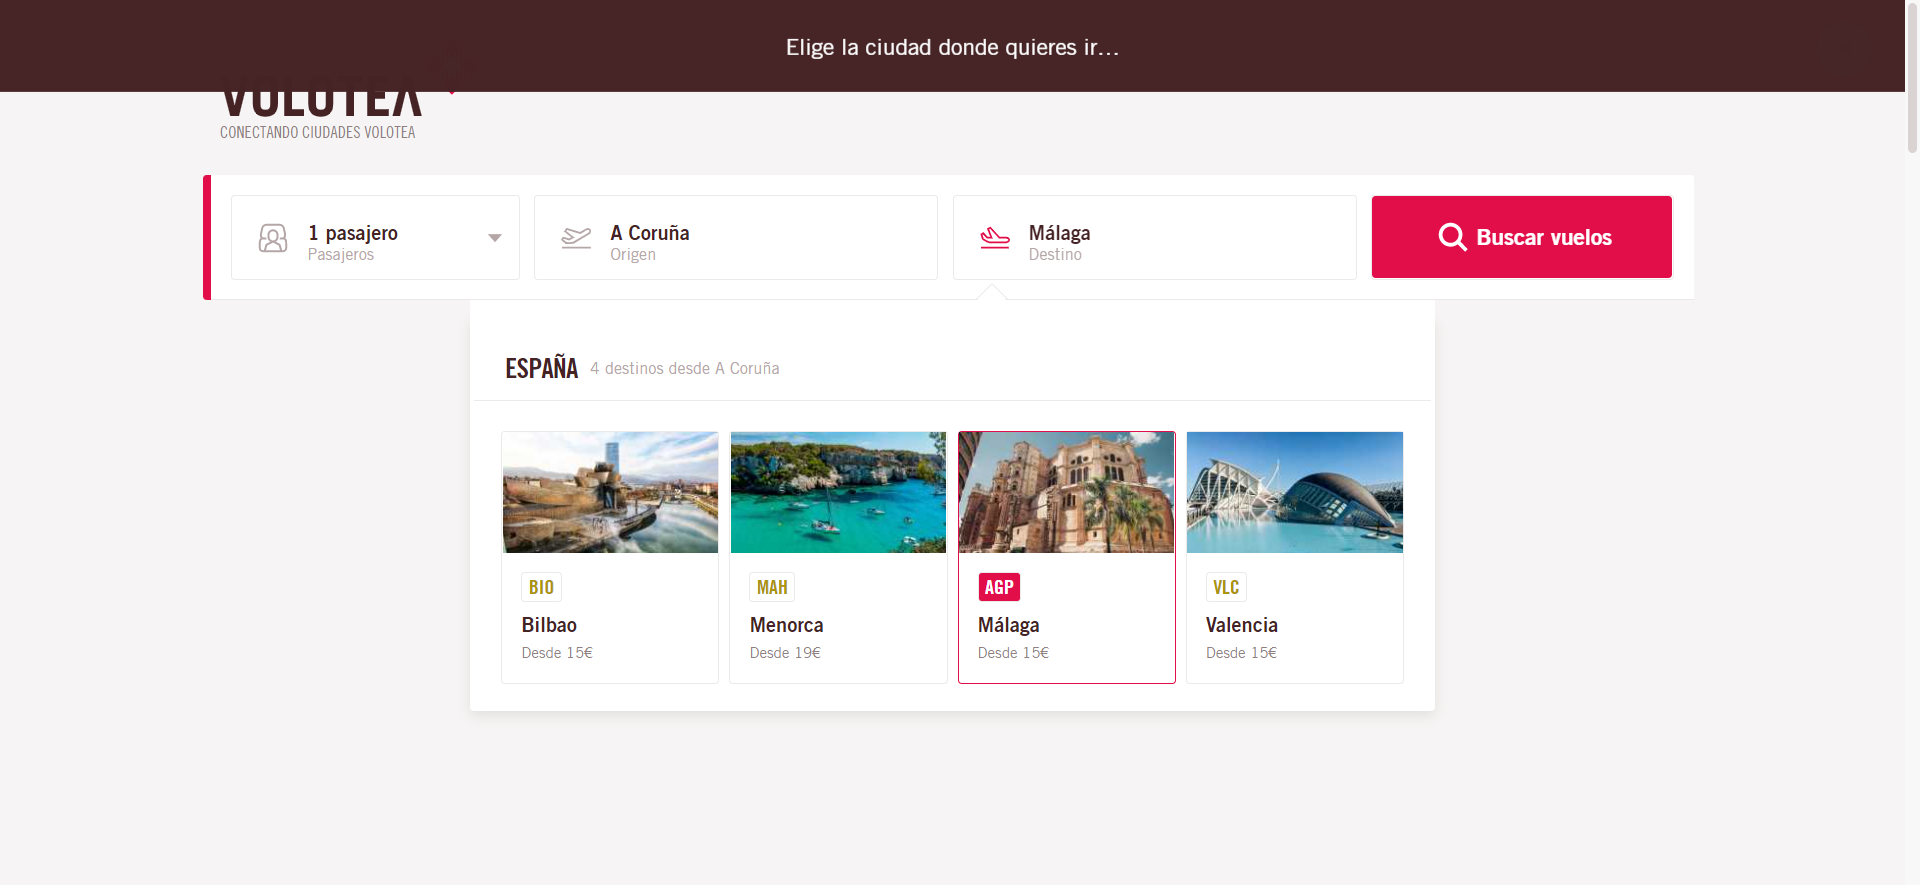 Elige la ciudad donde quieres ir...
VOLOTEA
CONECTANDO CIUDADES VOLOTEA
1 pasajero
Pasajeros
A Coruña
Origen
Málaga
Destino
Buscar vuelos
ESPAÑA 4 destinos desde A Coruña
BIO
Bilbao
Desde 15€
MAH
Menorca
Desde 19€
AGP
Málaga
Desde 15€
VLC
Valencia
Desde 15€